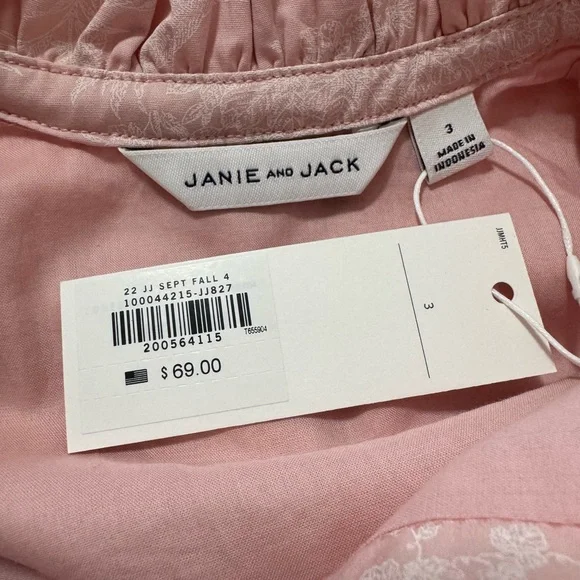 JANIE AND JACK
3
MADE IN
INDONESIA
22 JJ SEPT FALL 4
100044215-JJ827
T655904
200564115
$ 69.00
3
JJMHT5